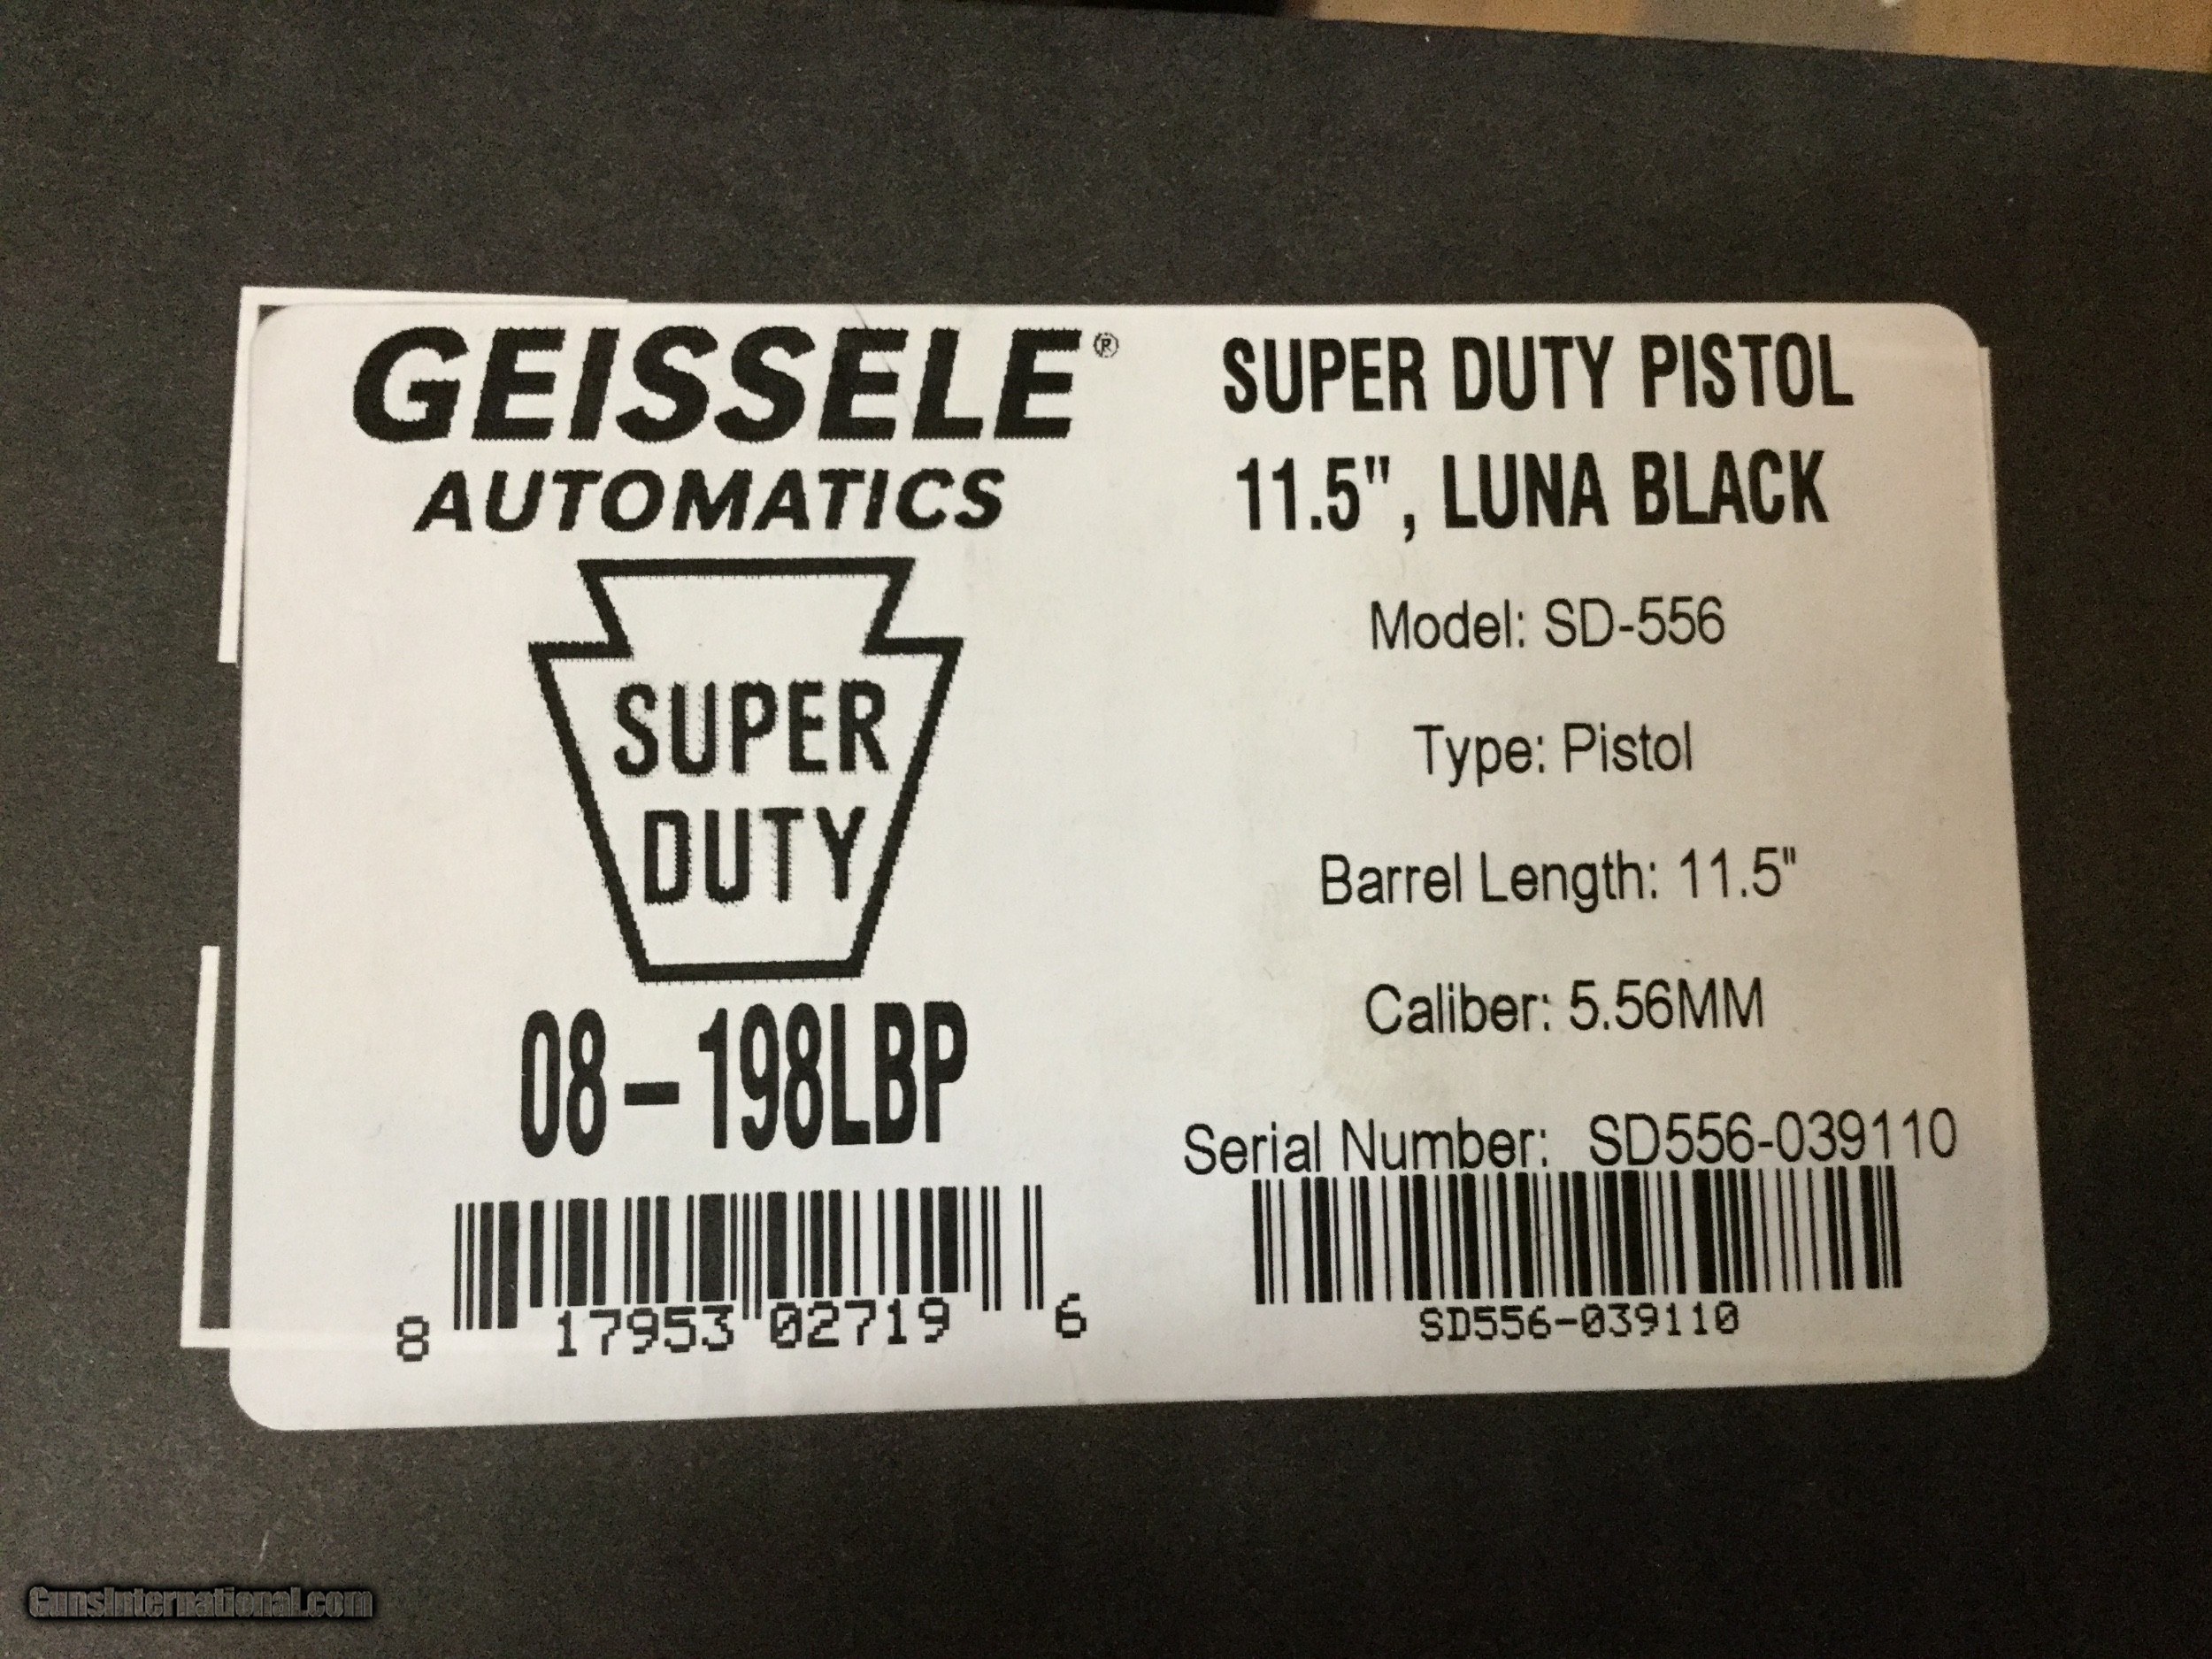 GEISSELE®
AUTOMATICS
SUPER
DUTY
08-198LBP
8 17953 02719 6
SUPER DUTY PISTOL
11.5", LUNA BLACK
Model: SD-556
Type: Pistol
Barrel Length: 11.5"
Caliber: 5.56MM
Serial Number: SD556-039110
SD556-039110
GunsInternational.com